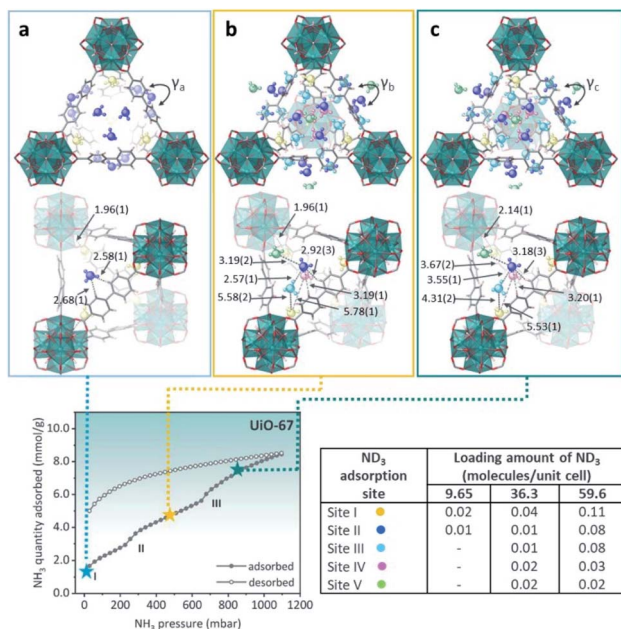 a
γa
1.96(1)
2.58(1)
2.68(1)
b
γb
1.96(1)
3.19(2)
2.92(3)
2.57(1)
5.58(2)
3.19(1)
5.78(1)
c
γc
2.14(1)
3.67(2)
3.18(3)
3.55(1)
4.31(2)
3.20(1)
5.53(1)
UiO-67
NH3 quantity adsorbed (mmol/g)
10.0
8.0
6.0
4.0
2.0
0.0
I
II
III
adsorbed
desorbed
0 200 400 600 800 1000 1200
NH3 pressure (mbar)
ND3 adsorption site Loading amount of ND3 (molecules/unit cell)
9.65 36.3 59.6
Site I 0.02 0.04 0.11
Site II 0.01 0.01 0.08
Site III - 0.01 0.08
Site IV - 0.02 0.03
Site V - 0.02 0.02